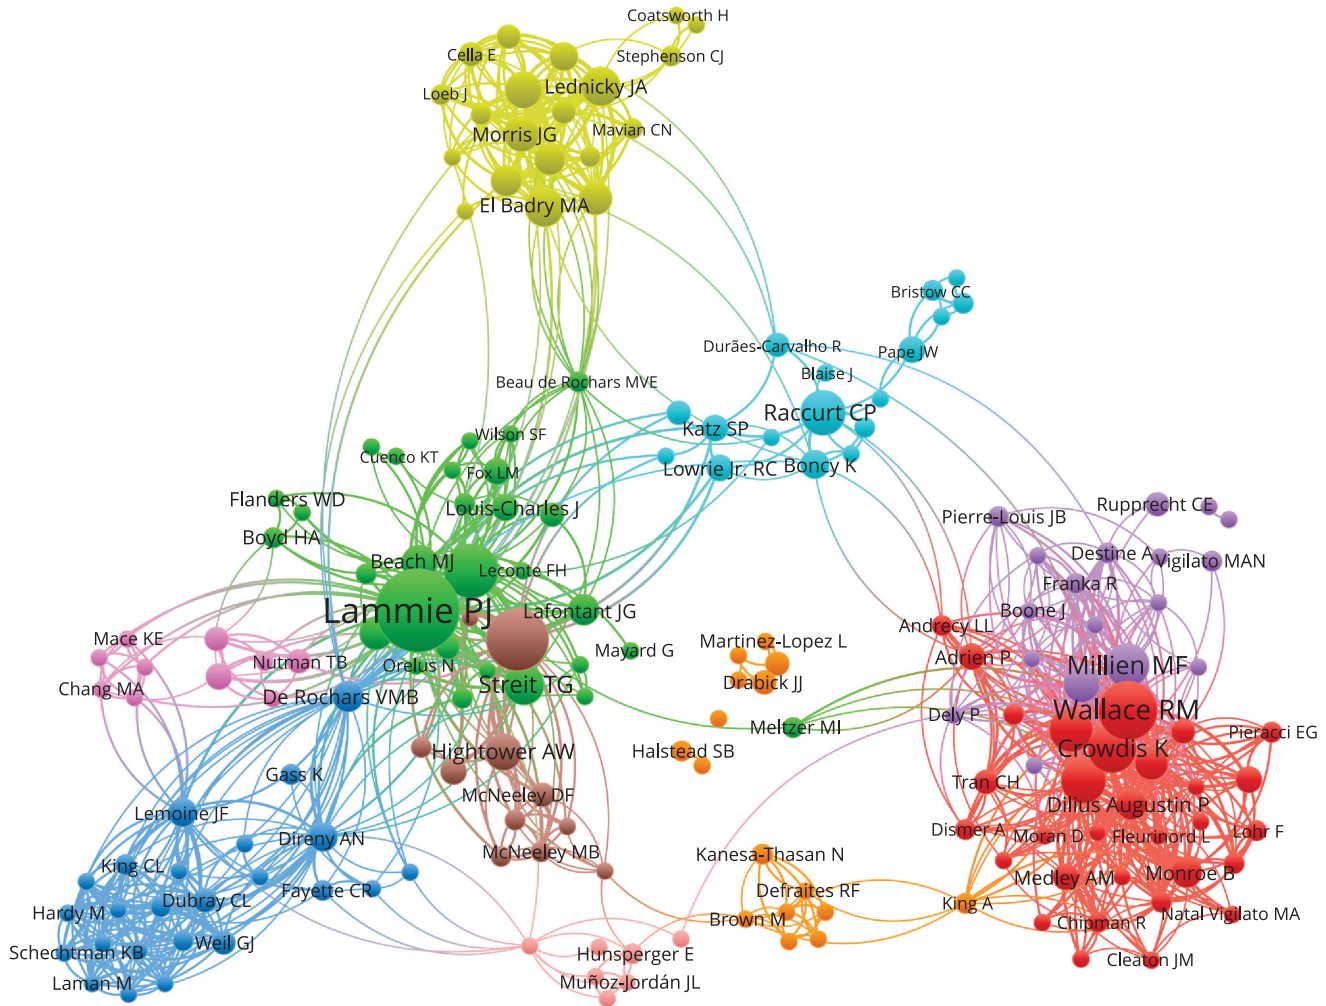 Coatsworth H
Cella E
Stephenson CJ
Loeb J
Lednicky JA
Morris JG
Mavian CN
El Badry MA
Bristow CC
Durães-Carvalho R
Pape JW
Beau de Rochars MVE
Blaise J
Raccurt CP
Katz SP
Wilson SF
Cuenco KT
Fox LM
Lowrie Jr. RC
Boncy K
Flanders WD
Louis-Charles J
Boyd HA
Pierre-Louis JB
Rupprecht CE
Beach MJ
Leconte FH
Destine A
Vigilato MAN
Franka R
Lammie PJ
Lafontant JG
Boone J
Andrecy LL
Mace KE
Nutman TB
Orelus N
Mayard G
Martinez-Lopez L
Adrien P
Millien MF
Chang MA
De Rochars VMB
Streit TG
Drabick JJ
Dely P
Wallace RM
Meltzer MI
Pieracci EG
Hightower AW
Halstead SB
Crowdis K
Gass K
Tran CH
McNeeley DF
Dilius Augustin P
Lemoine JF
Direny AN
Dismer A
Moran D
Fleurinord L
Lohr F
McNeeley MB
Kanesa-Thasan N
King CL
Fayette CR
Defraites RF
Medley AM
Monroe B
Dubray CL
Hardy M
Brown M
King A
Chipman R
Natal Vigilato MA
Schechtman KB
Weil GJ
Hunsperger E
Cleaton JM
Laman M
Muñoz-Jordán JL